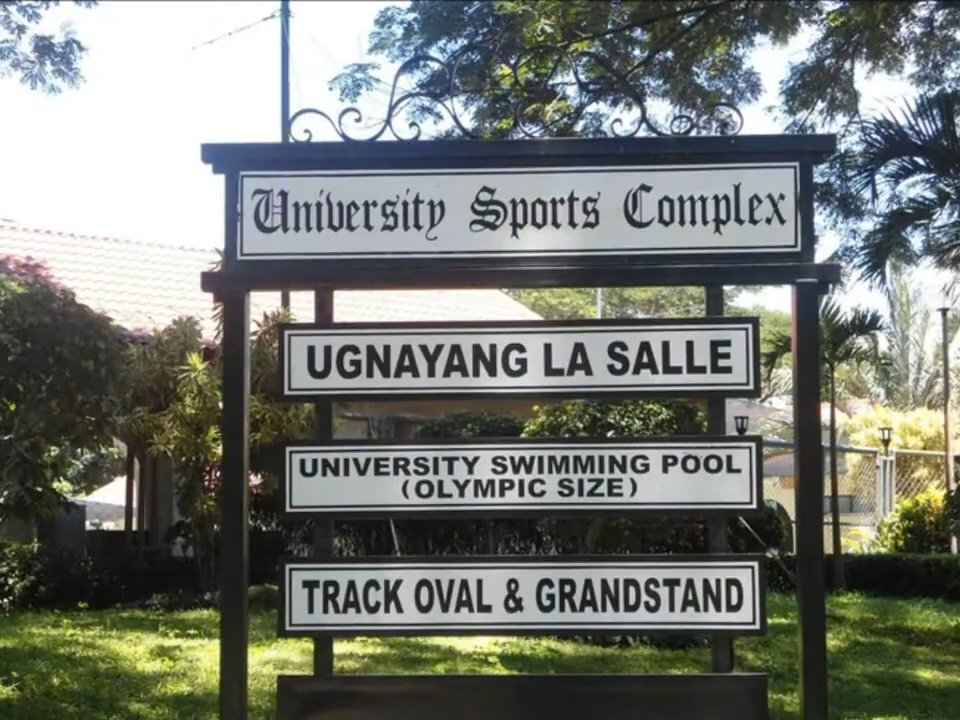 University Sports Complex
UGNAYANG LA SALLE
UNIVERSITY SWIMMING POOL
(OLYMPIC SIZE)
TRACK OVAL & GRANDSTAND